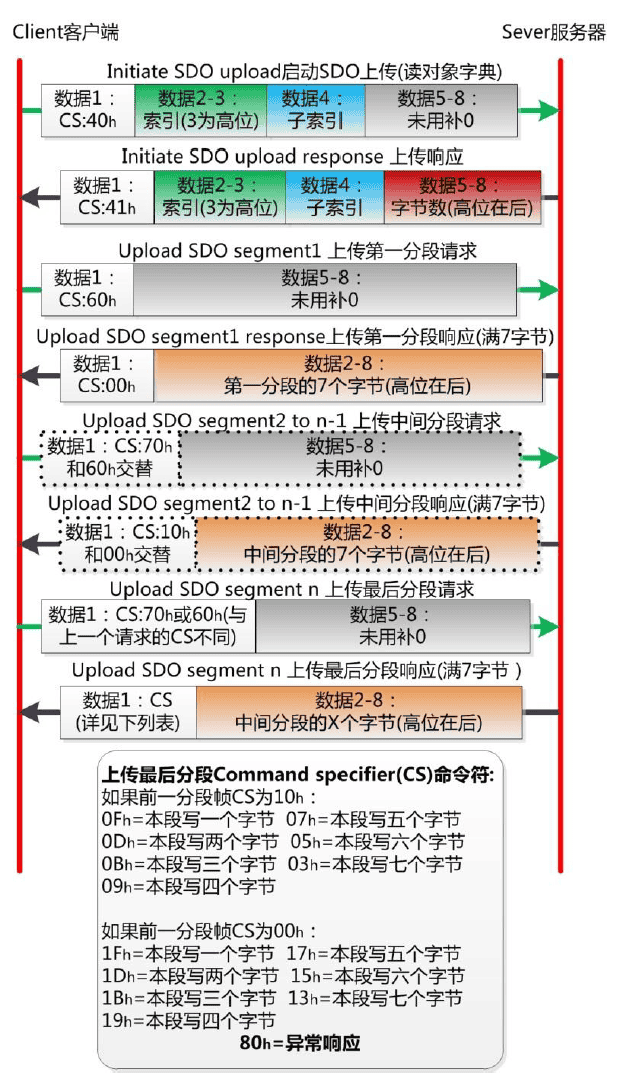 Client客户端
Sever服务器
Initiate SDO upload启动SDO上传(读对象字典)
数据1：
CS:40h
数据2-3：
索引(3为高位)
数据4：
子索引
数据5-8：
未用补0
Initiate SDO upload response 上传响应
数据1：
CS:41h
数据2-3：
索引(3为高位)
数据4：
子索引
数据5-8：
字节数(高位在后)
Upload SDO segment1 上传第一分段请求
数据1：
CS:60h
数据5-8：
未用补0
Upload SDO segment1 response上传第一分段响应(满7字节)
数据1：
CS:00h
数据2-8：
第一分段的7个字节(高位在后)
Upload SDO segment2 to n-1 上传中间分段请求
数据1：CS:70h
和60h交替
数据5-8：
未用补0
Upload SDO segment2 to n-1 上传中间分段响应(满7字节)
数据1：CS:10h
和00h交替
数据2-8：
中间分段的7个字节(高位在后)
Upload SDO segment n 上传最后分段请求
数据1：CS:70h或60h(与
上一个请求的CS不同)
数据5-8：
未用补0
Upload SDO segment n 上传最后分段响应(满7字节 )
数据1：CS
(详见下列表)
数据2-8：
中间分段的X个字节(高位在后)
上传最后分段Command specifier(CS)命令符:
如果前一分段帧CS为10h：
0Fh=本段写一个字节 07h=本段写五个字节
0Dh=本段写两个字节 05h=本段写六个字节
0Bh=本段写三个字节 03h=本段写七个字节
09h=本段写四个字节
如果前一分段帧CS为00h：
1Fh=本段写一个字节 17h=本段写五个字节
1Dh=本段写两个字节 15h=本段写六个字节
1Bh=本段写三个字节 13h=本段写七个字节
19h=本段写四个字节
80h=异常响应